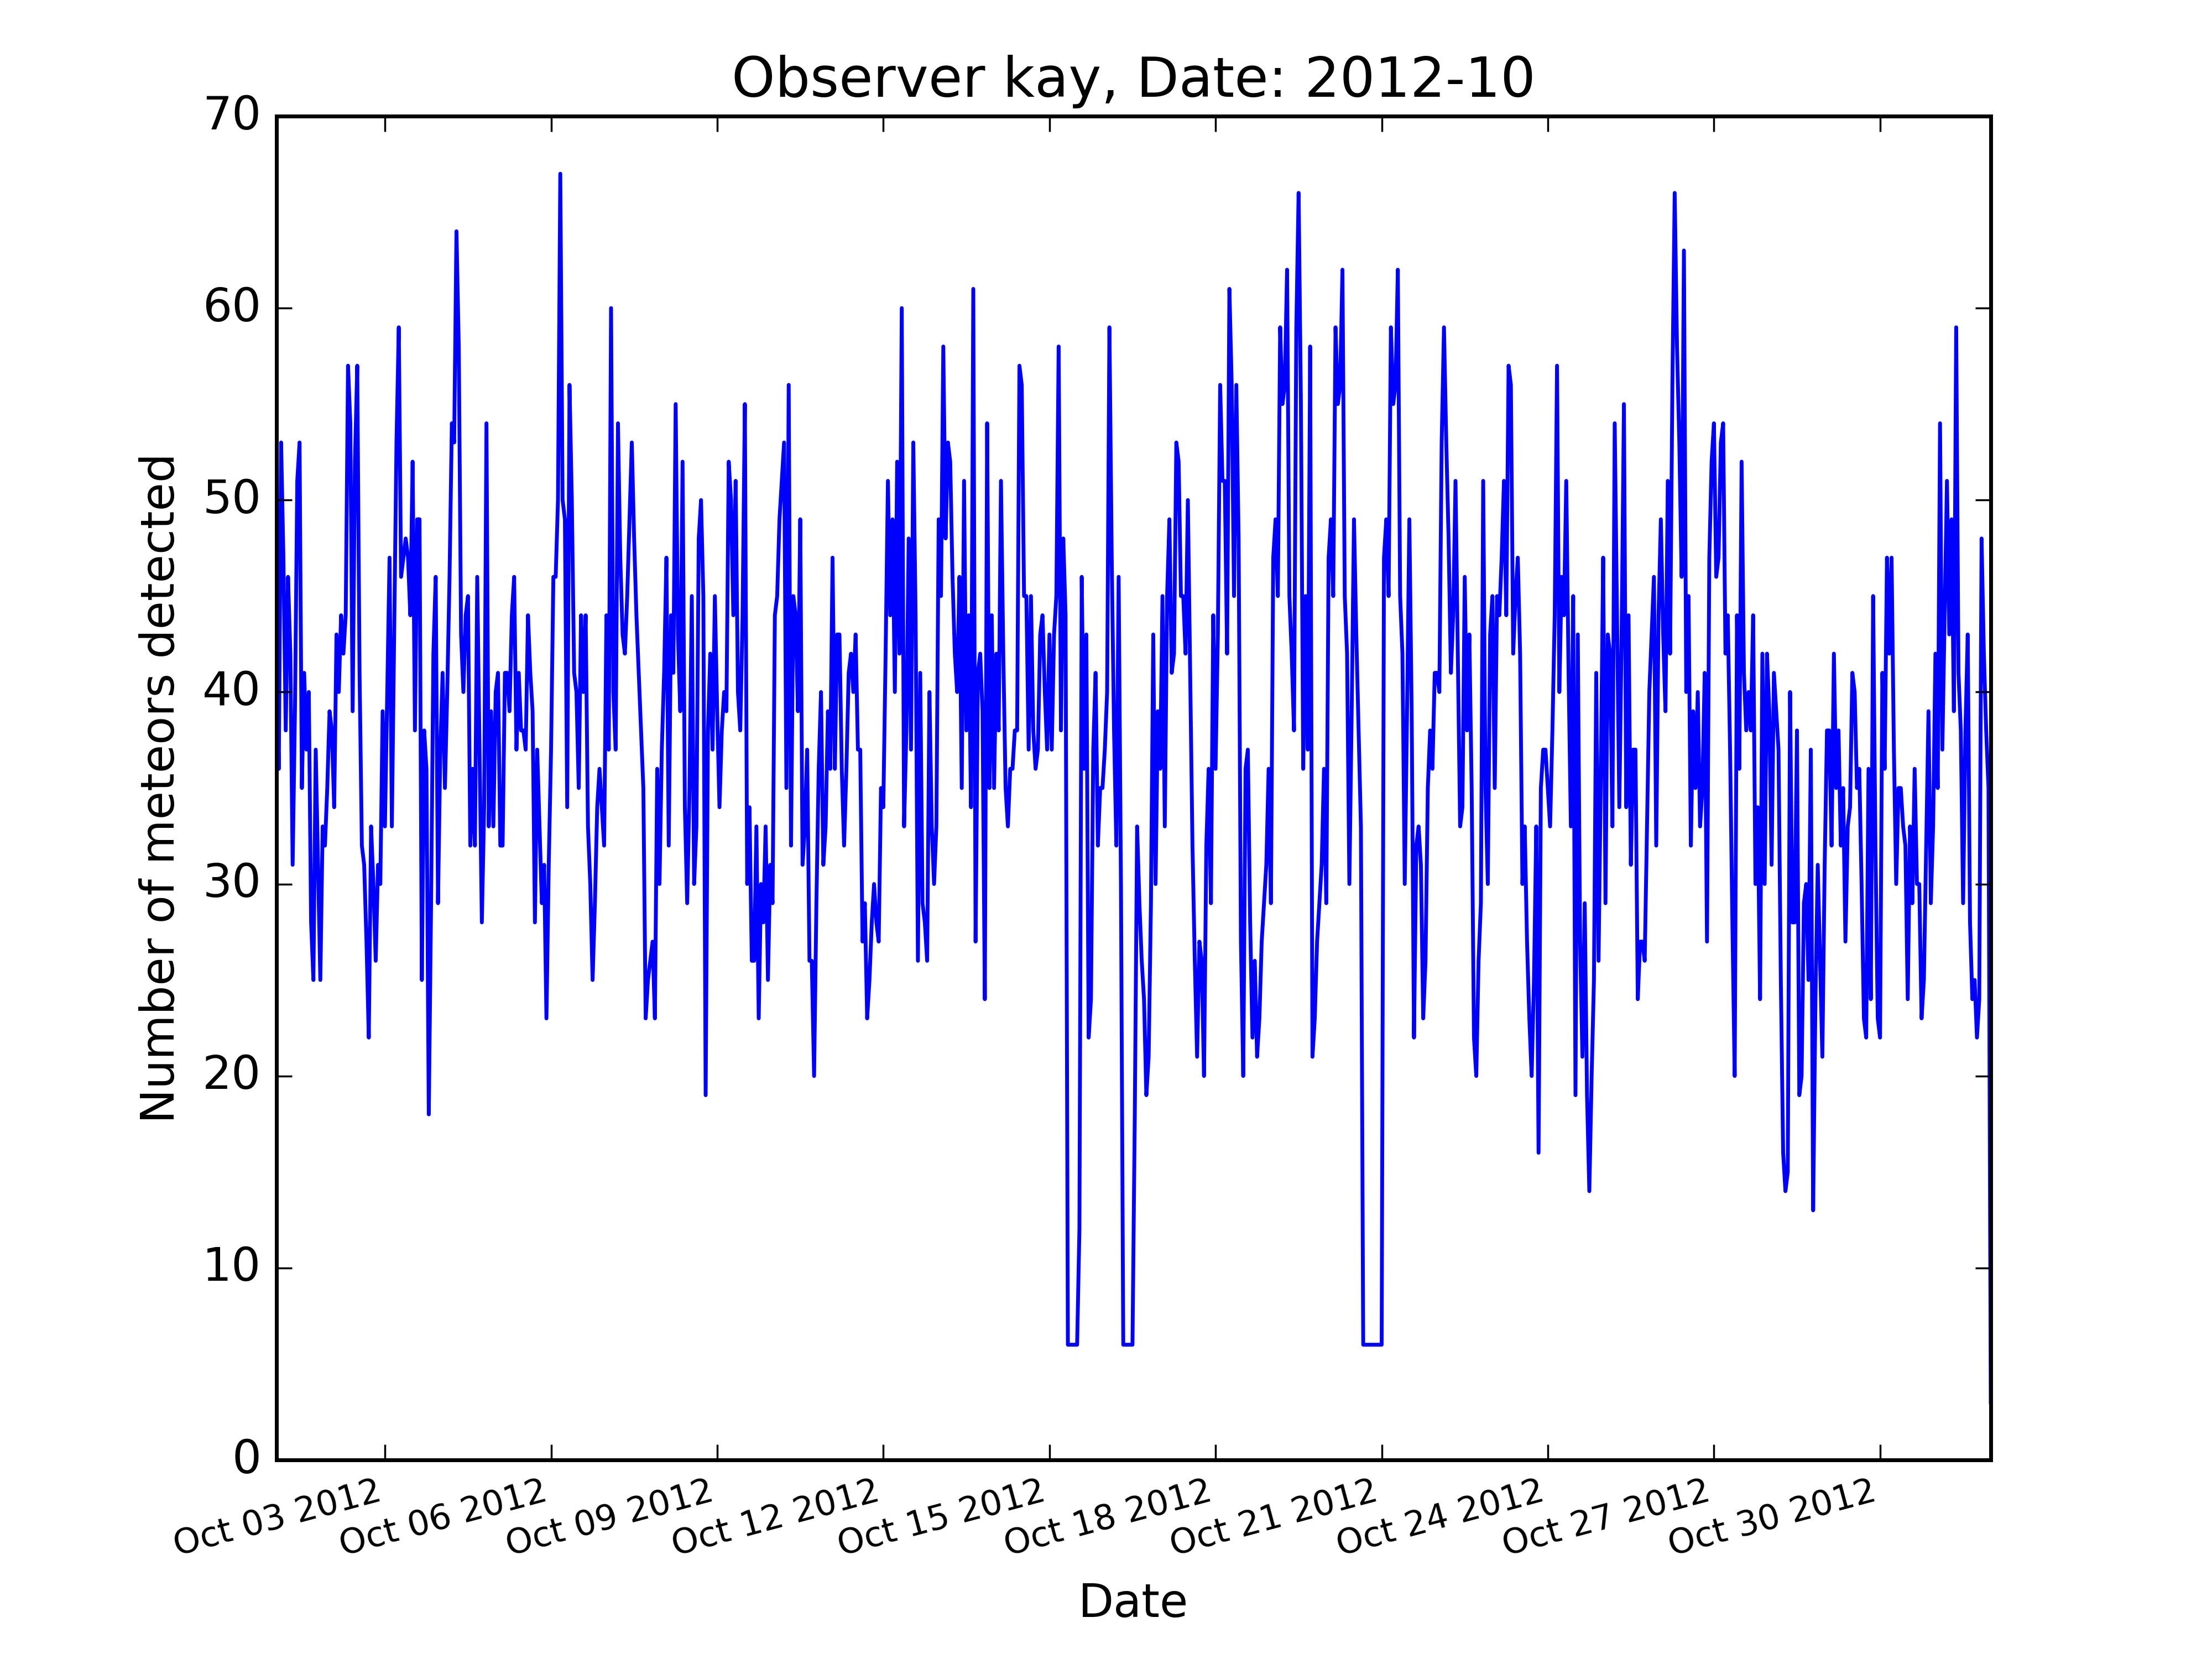 Observer kay, Date: 2012-10
70
60
50
40
30
20
10
0
Number of meteors detected
Oct 03 2012
Oct 06 2012
Oct 09 2012
Oct 12 2012
Oct 15 2012
Oct 18 2012
Oct 21 2012
Oct 24 2012
Oct 27 2012
Oct 30 2012
Date